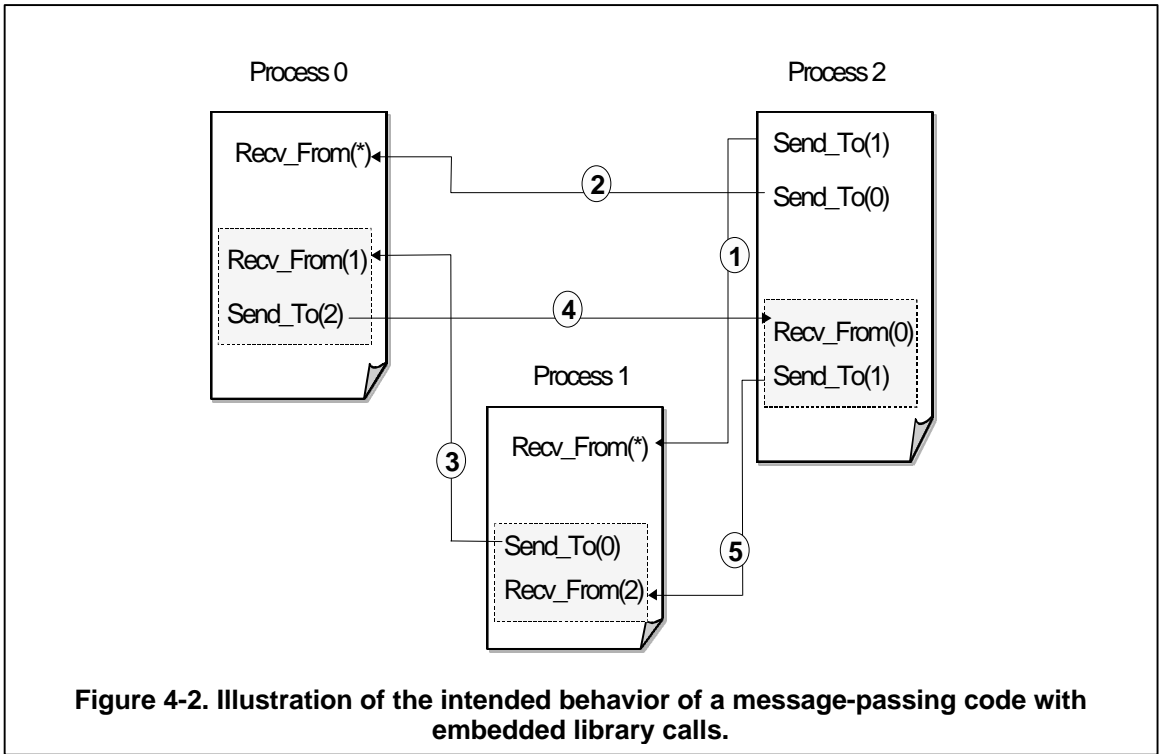 Process 0
Process 2
Recv_From(*)
Send_To(1)
2
Send_To(0)
1
Recv_From(1)
Send_To(2)
4
Recv_From(0)
Send_To(1)
Process 1
Recv_From(*)
3
Send_To(0)
5
Recv_From(2)
Figure 4-2. Illustration of the intended behavior of a message-passing code with
embedded library calls.